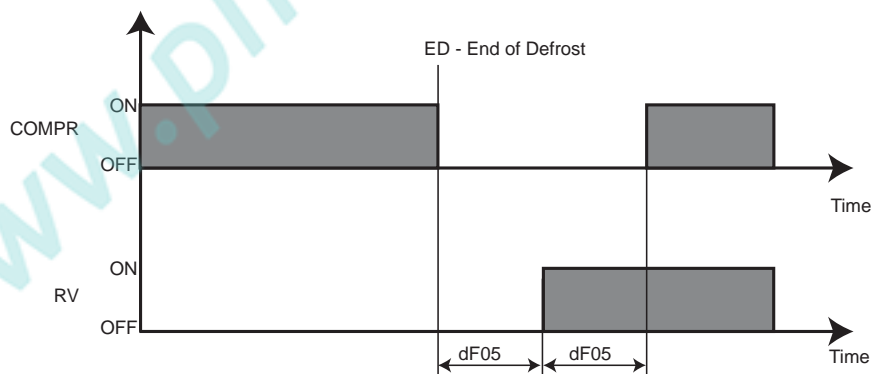 ED - End of Defrost
ON
COMPR
OFF
Time
ON
RV
OFF
dF05 dF05
Time